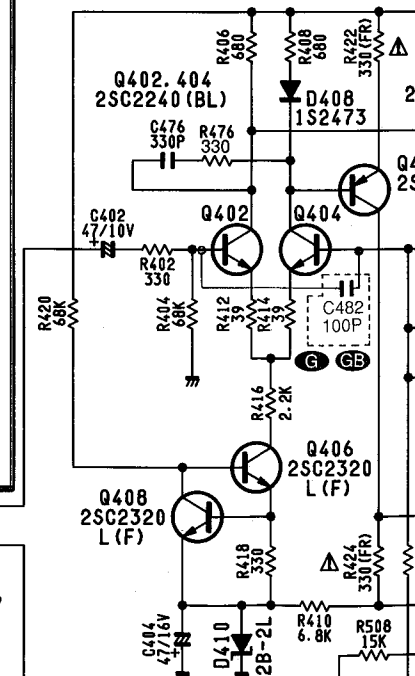 R406
680
R408
680
R422
330(FR)
Q402.404
2SC2240(BL)
D408
1S2473
C476
330P
R476
330
Q402
Q404
C402
47/10V
+
R402
330
R404
68K
R420
68K
R412
39
R414
39
C482
100P
G
GB
R416
2.2K
Q406
2SC2320
L(F)
Q408
2SC2320
L(F)
R418
330
R424
330(FR)
C404
47/16V
+
D410
2B-2L
R410
6.8K
R508
15K